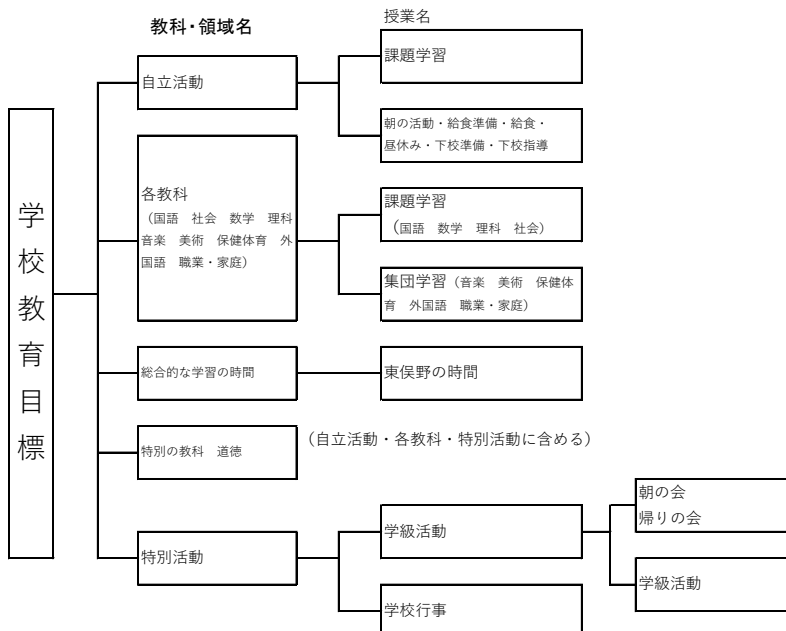 教科・領域名
授業名
学校教育目標
自立活動
課題学習
朝の活動・給食準備・給食・
昼休み・下校準備・下校指導
各教科
（国語　社会　数学　理科
音楽　美術　保健体育　外
国語　職業・家庭）
課題学習
（国語　数学　理科　社会）
集団学習（音楽　美術　保健体
育　外国語　職業・家庭）
総合的な学習の時間
東俣野の時間
特別の教科　道徳
（自立活動・各教科・特別活動に含める）
特別活動
学級活動
朝の会
帰りの会
学級活動
学校行事